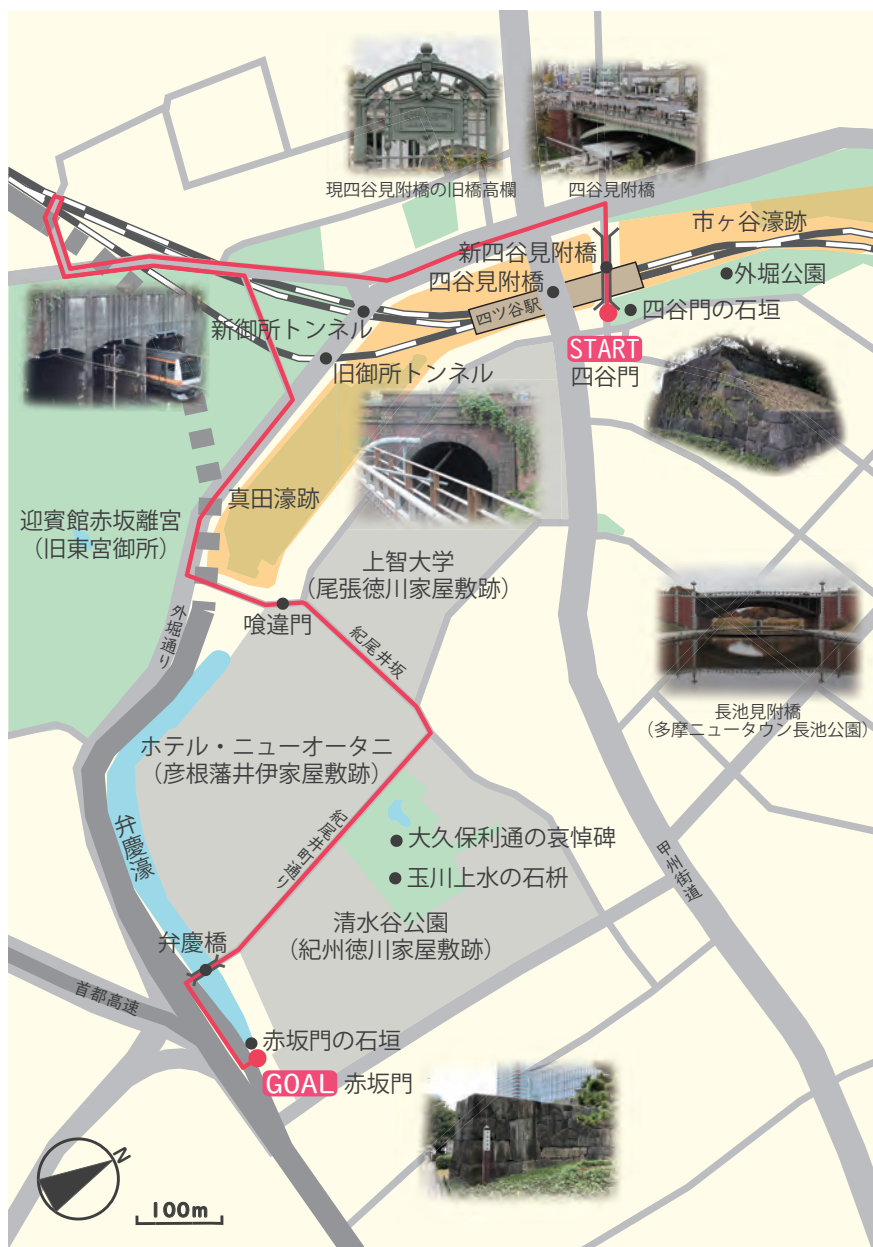 現四谷見附橋の旧橋高欄
四谷見附橋
市ヶ谷濠跡
新四谷見附橋
四谷見附橋
外堀公園
四ツ谷駅
四谷門の石垣
新御所トンネル
START
四谷門
旧御所トンネル
真田濠跡
迎賓館赤坂離宮
(旧東宮御所)
上智大学
(尾張徳川家屋敷跡)
喰違門
外堀通り
紀尾井坂
長池見附橋
(多摩ニュータウン長池公園)
ホテル・ニューオータニ
(彦根藩井伊家屋敷跡)
弁慶濠
紀尾井町通り
大久保利通の哀悼碑
玉川上水の石枡
甲州街道
清水谷公園
(紀州徳川家屋敷跡)
弁慶橋
首都高速
赤坂門の石垣
GOAL 赤坂門
N
100m